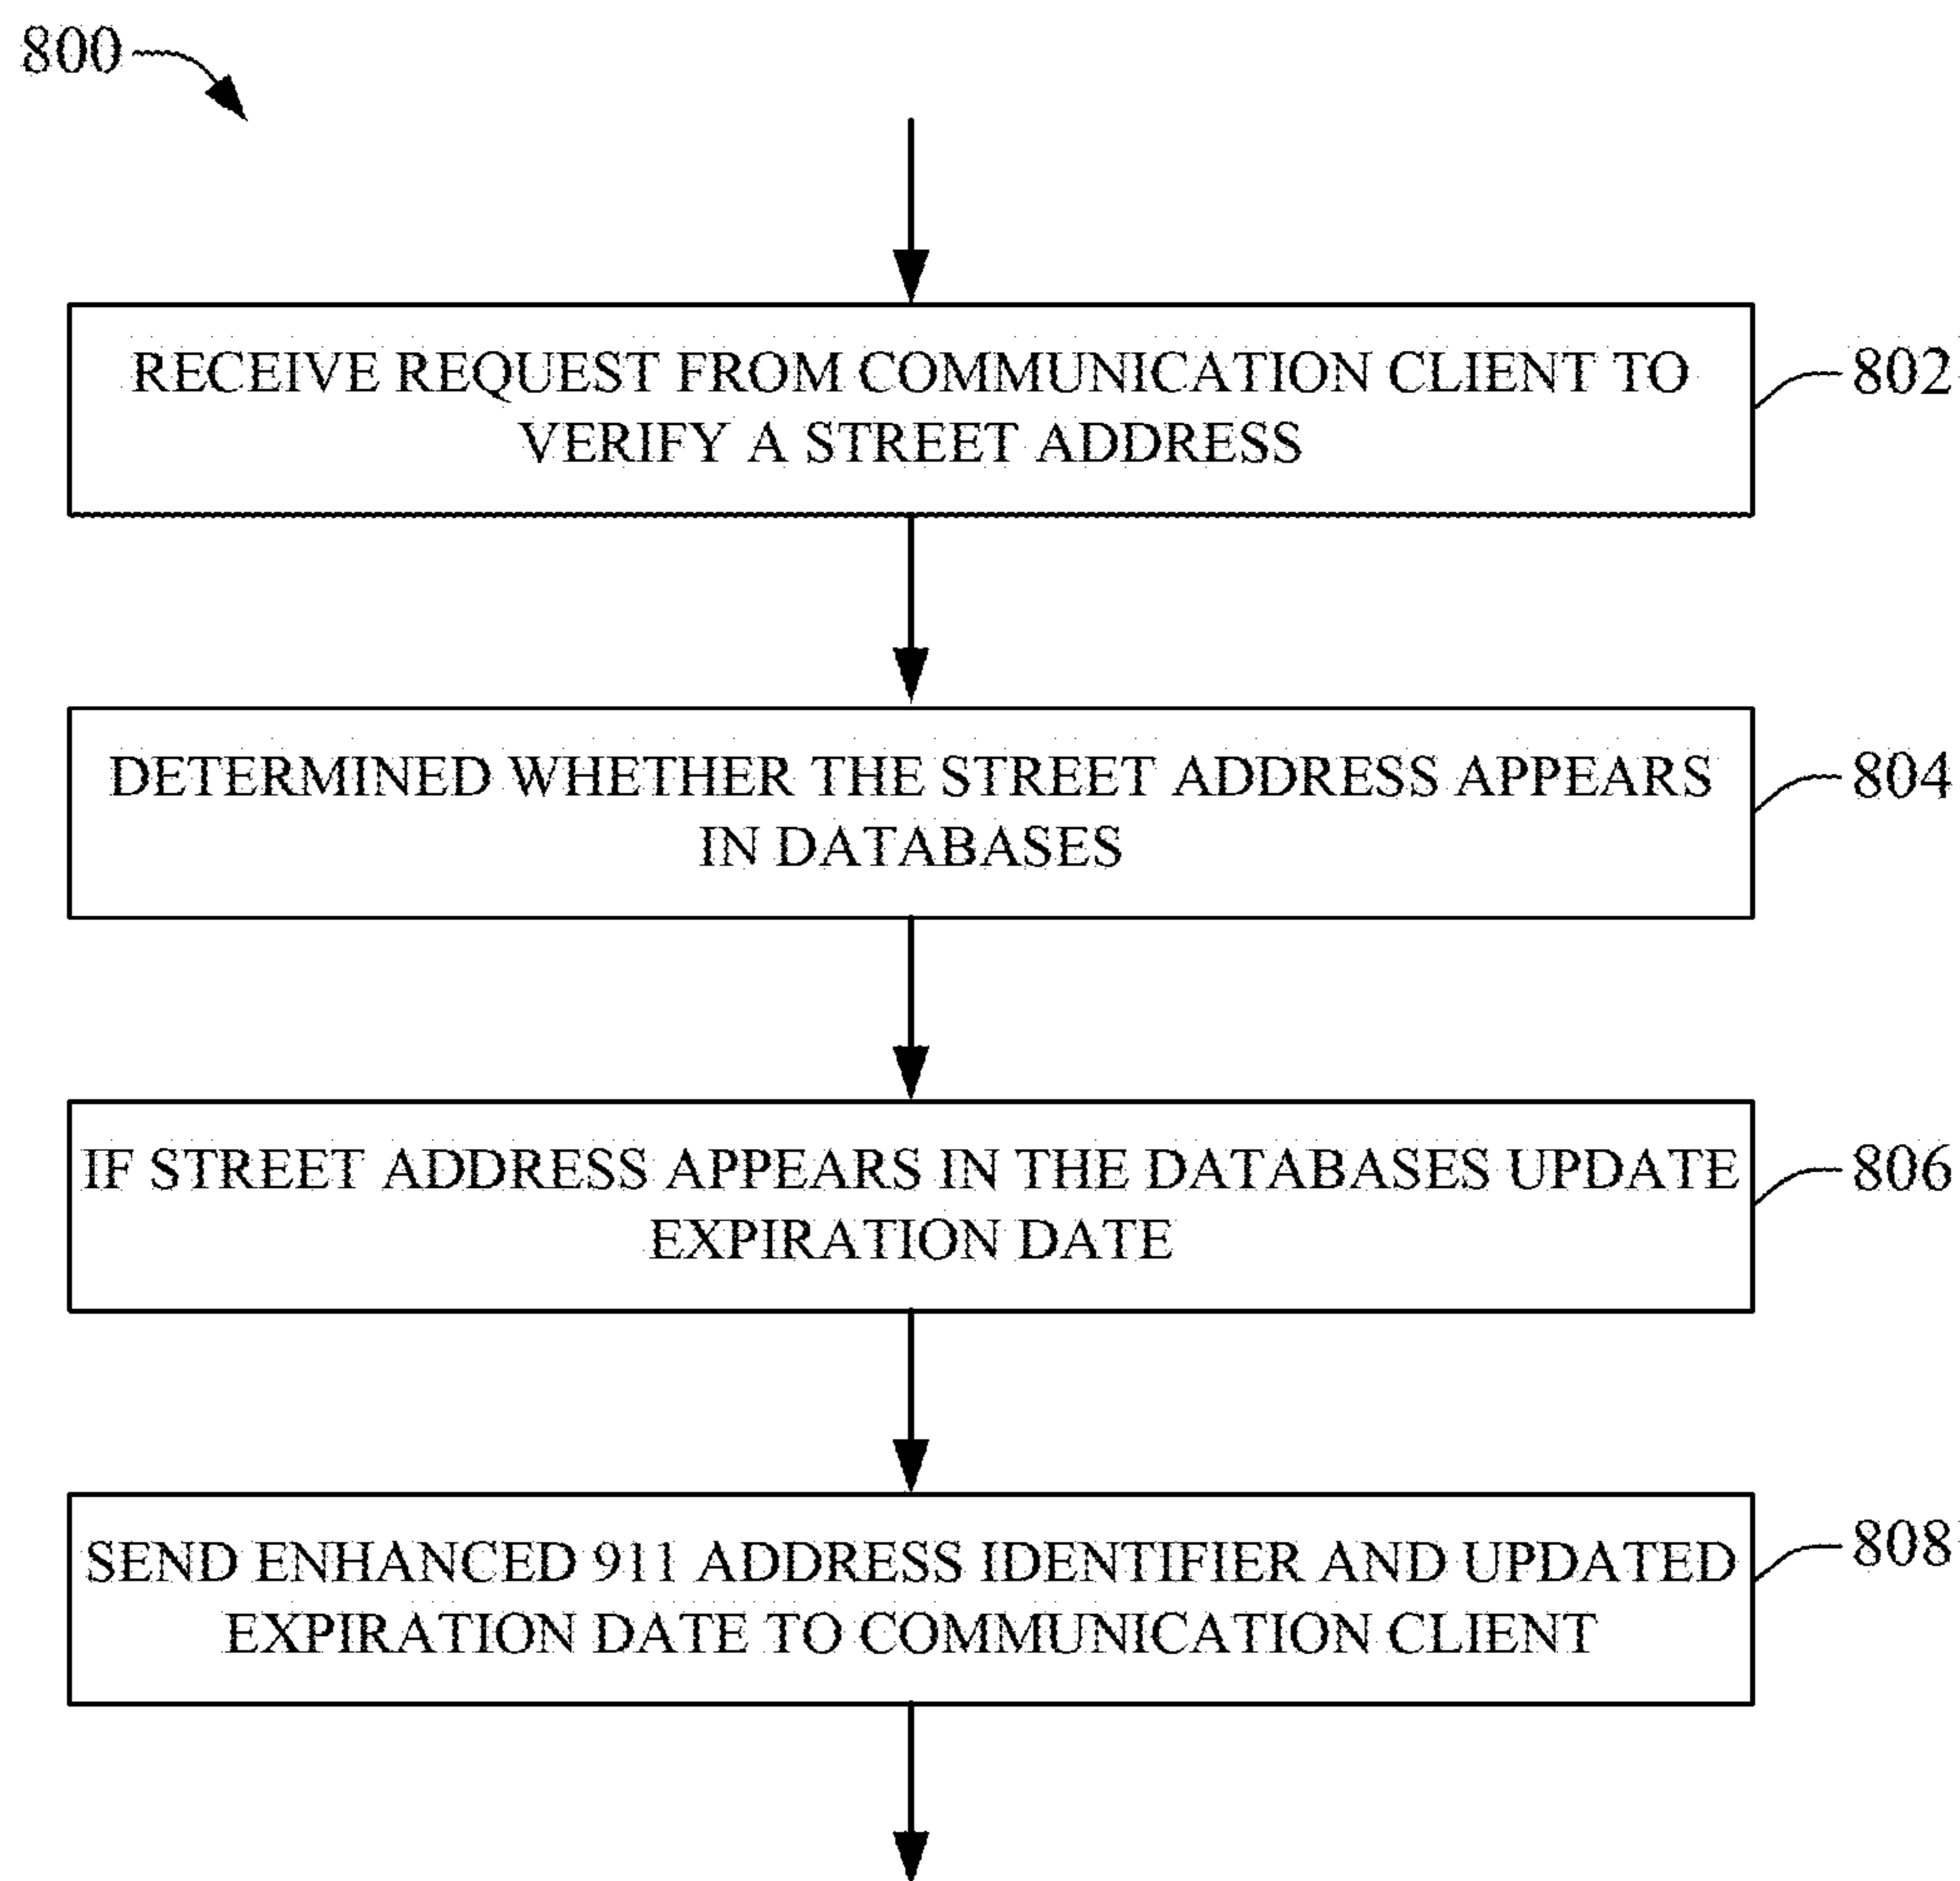 800
RECEIVE REQUEST FROM COMMUNICATION CLIENT TO
VERIFY A STREET ADDRESS
802
DETERMINED WHETHER THE STREET ADDRESS APPEARS
IN DATABASES
804
IF STREET ADDRESS APPEARS IN THE DATABASES UPDATE
EXPIRATION DATE
806
SEND ENHANCED 911 ADDRESS IDENTIFIER AND UPDATED
EXPIRATION DATE TO COMMUNICATION CLIENT
808